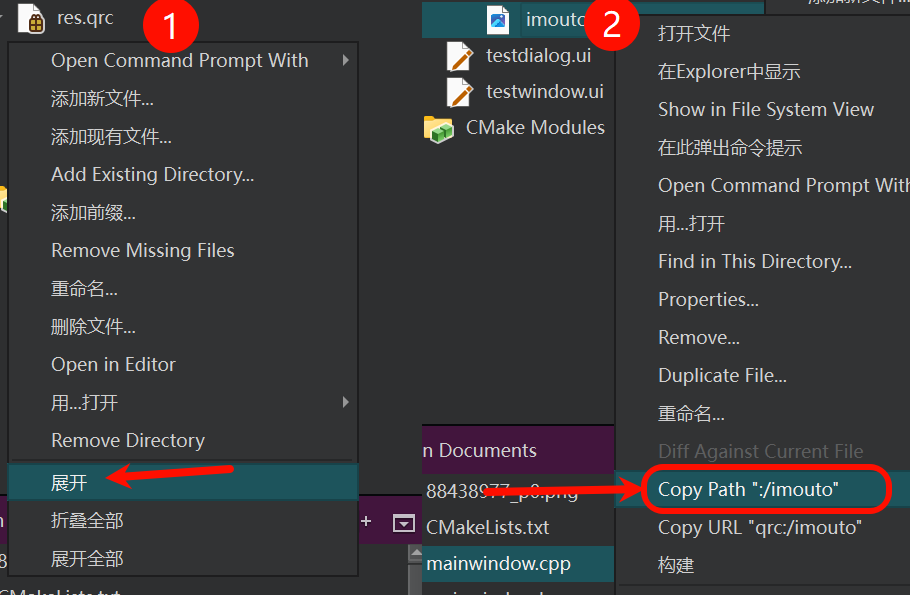 res.qrc
1
Open Command Prompt With
添加新文件...
添加现有文件...
Add Existing Directory...
添加前缀...
Remove Missing Files
重命名...
删除文件...
Open in Editor
用...打开
Remove Directory
展开
折叠全部
展开全部
imouto
2
testdialog.ui
testwindow.ui
CMake Modules
n Documents
88438977_p0.png
CMakeLists.txt
mainwindow.cpp
打开文件
在Explorer中显示
Show in File System View
在此弹出命令提示
Open Command Prompt With
用...打开
Find in This Directory...
Properties...
Remove...
Duplicate File...
重命名...
Diff Against Current File
Copy Path ":/imouto"
Copy URL "qrc:/imouto"
构建